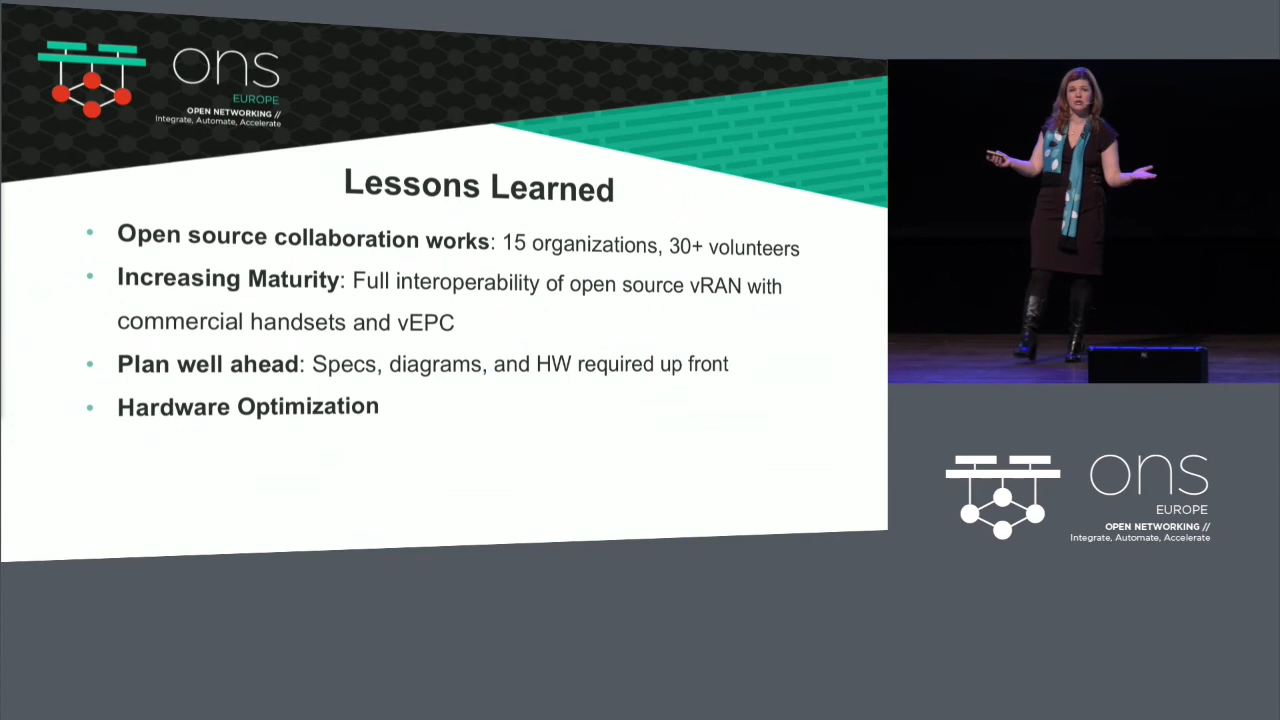 ons
EUROPE
OPEN NETWORKING //
Integrate, Automate, Accelerate
Lessons Learned
• Open source collaboration works: 15 organizations, 30+ volunteers
• Increasing Maturity: Full interoperability of open source vRAN with
commercial handsets and vEPC
• Plan well ahead: Specs, diagrams, and HW required up front
• Hardware Optimization
ons
EUROPE
OPEN NETWORKING //
Integrate, Automate, Accelerate